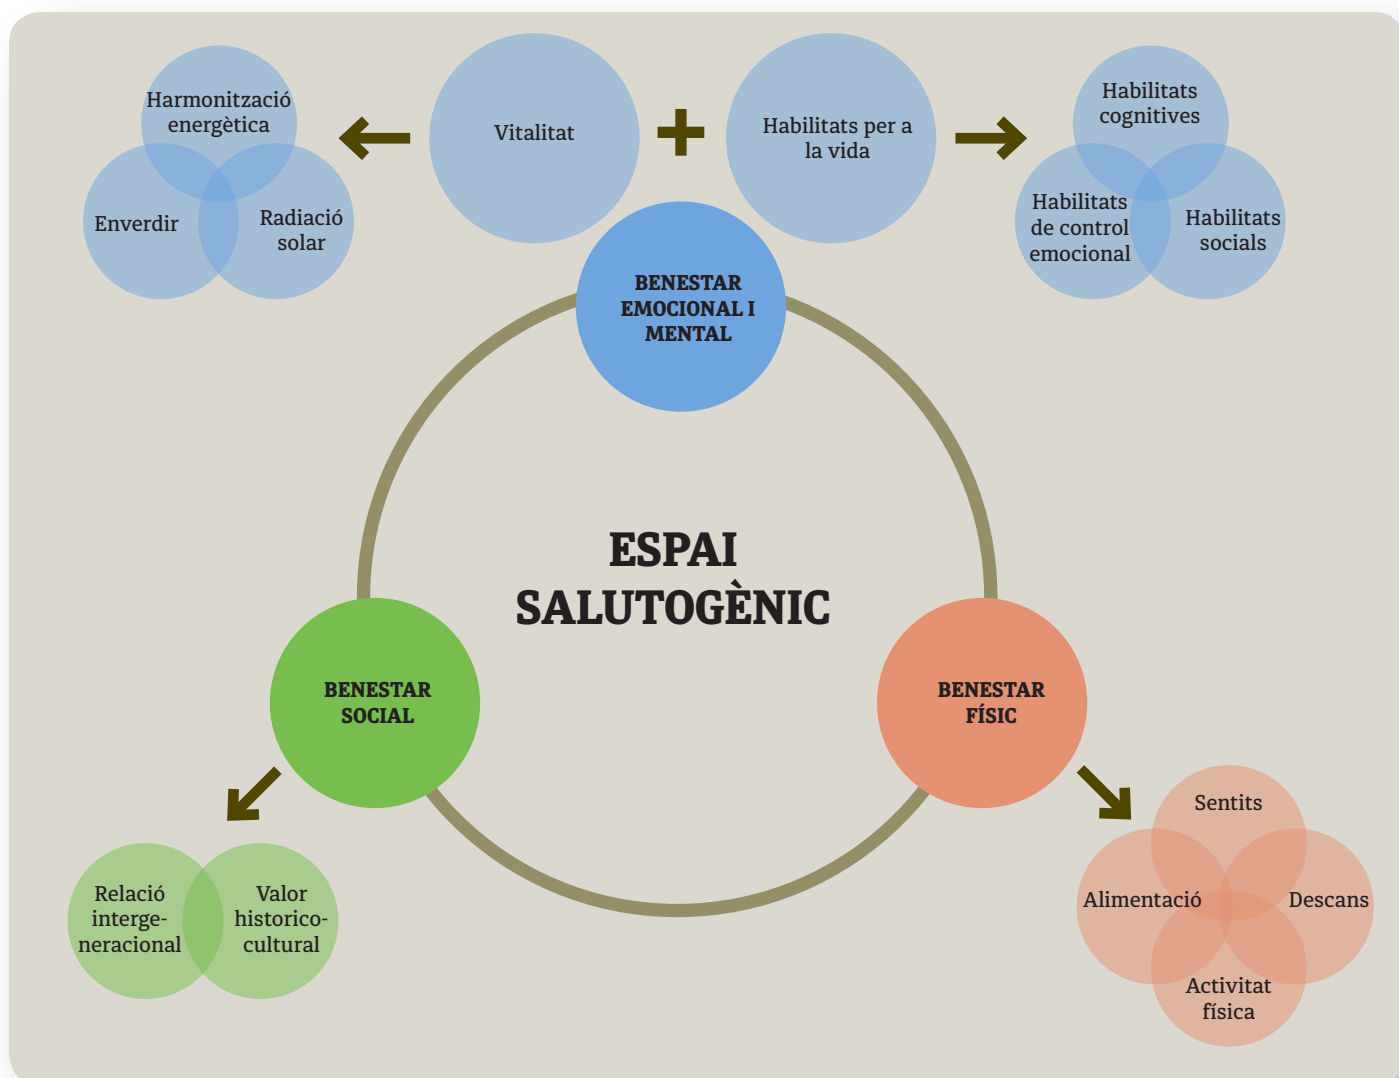 Harmonització
energètica
Enverdir
Radiació
solar
Vitalitat
+
Habilitats per a
la vida
Habilitats
cognitives
Habilitats
de control
emocional
Habilitats
socials
BENESTAR
EMOCIONAL I
MENTAL
ESPAI
SALUTOGÈNIC
BENESTAR
SOCIAL
BENESTAR
FÍSIC
Relació
interge-
neracional
Valor
historico-
cultural
Sentits
Alimentació
Descans
Activitat
física